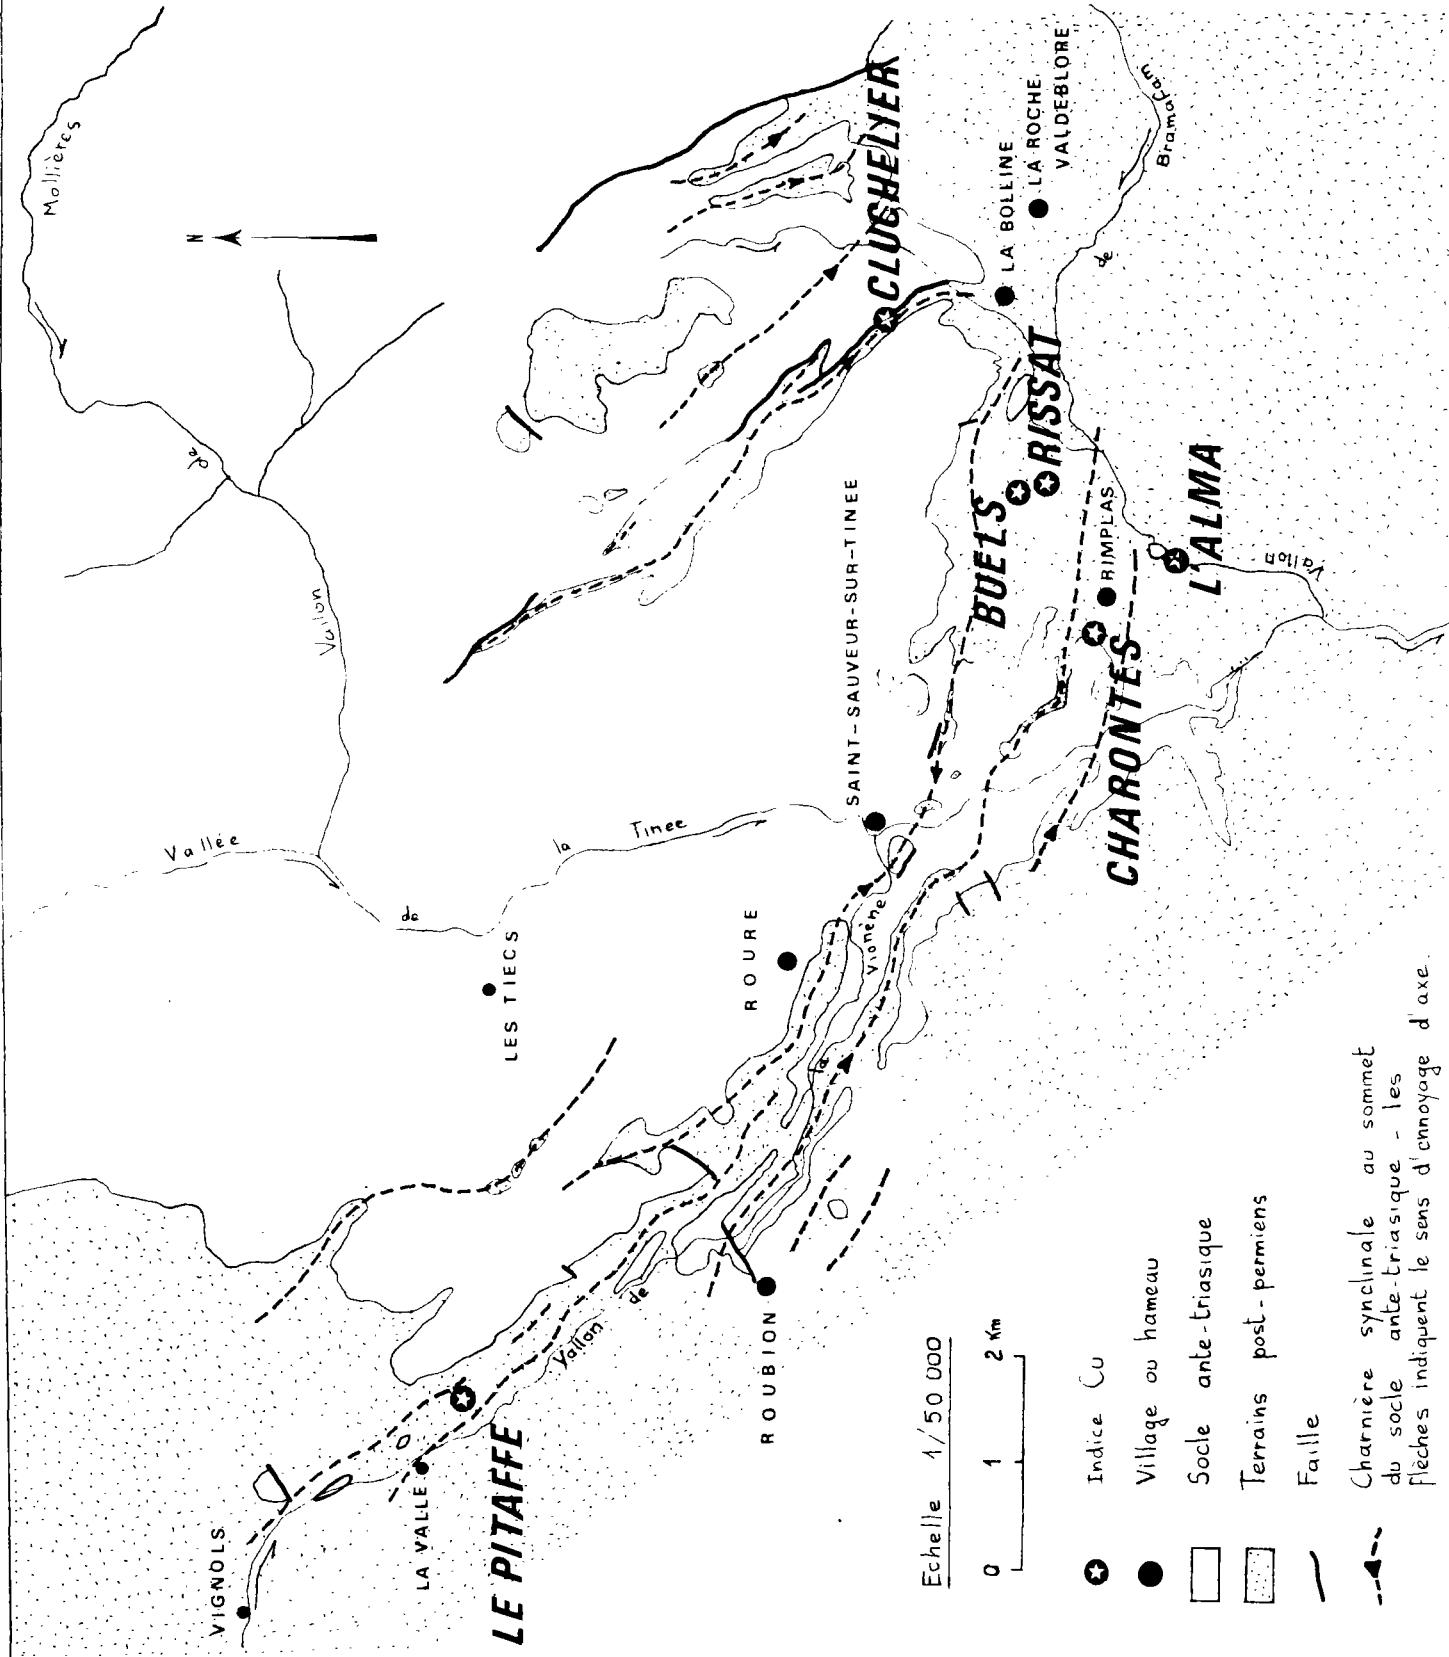 Mollières
de
Vallon
N
Vallée
de
la
Tinee
LES TIECS
ROURE
SAINT-SAUVEUR-SUR-TINEE
CLUCHELIER
LA BOLLINE
LA ROCHE
VALDEBLORE
Bramafam
de
Vallon
RISSAT
BUELS
RIMPLAS
L'ALMA
CHARONTES
Vionène
la
de
Vallon
ROUBION
VIGNOLS
LA VALLE
LE PITAFFE
Echelle 1/50 000
0 1 2 Km
Indice Cu
Village ou hameau
Socle ante-triasique
Terrains post-permiens
Faille
Charnière synclinale au sommet
du socle ante-triasique - les
flèches indiquent le sens d'ennoyage d'axe